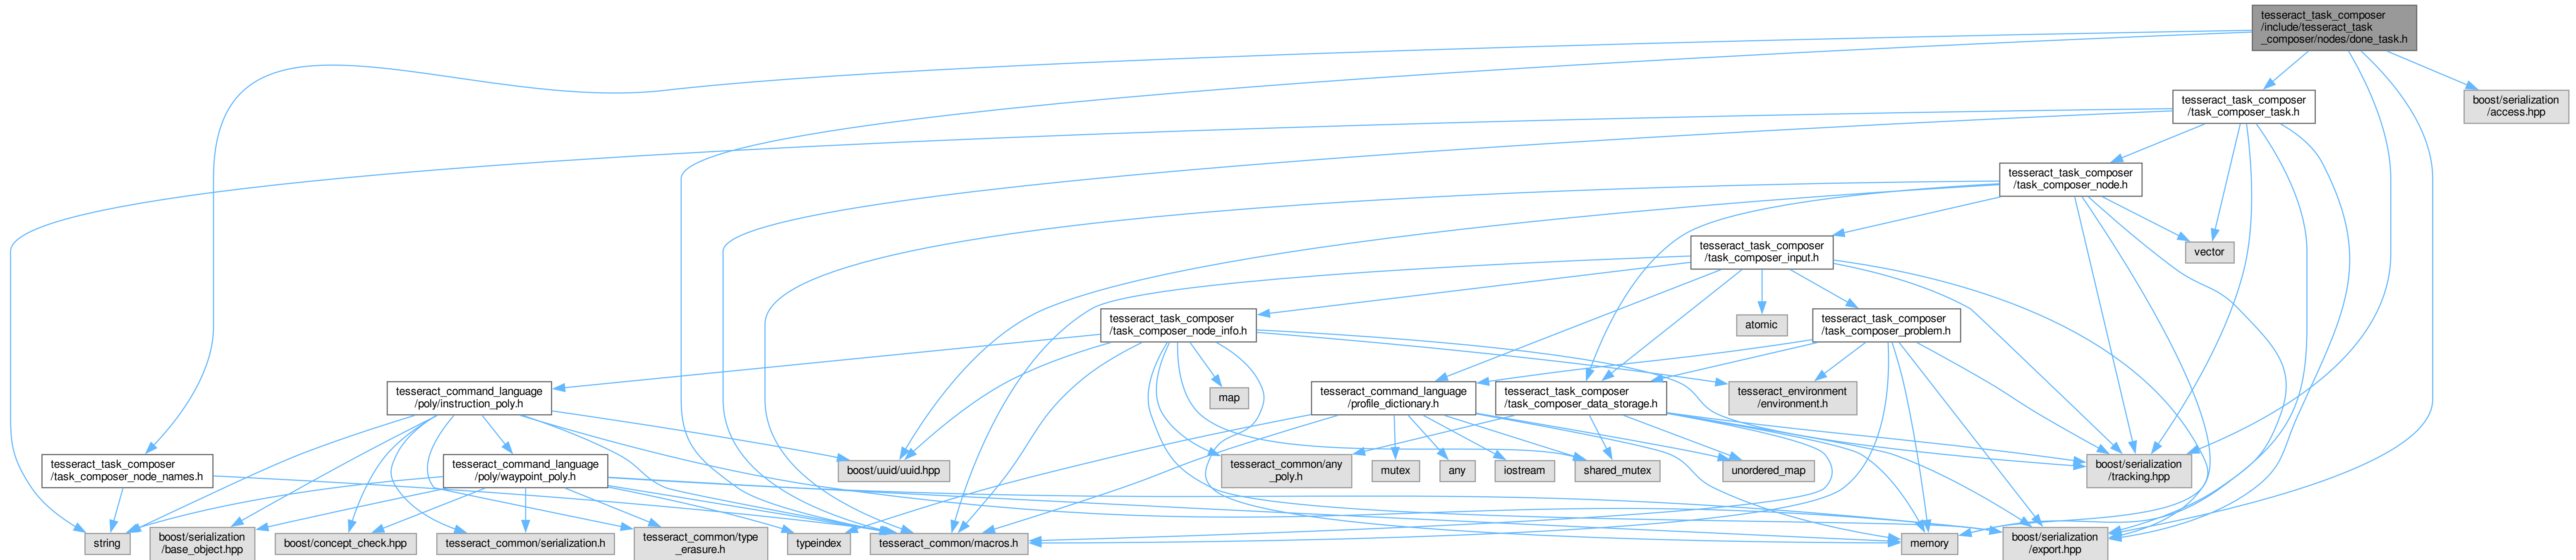 tesseract_task_composer
/include/tesseract_task
_composer/nodes/done_task.h
tesseract_task_composer
/task_composer_task.h
boost/serialization
/access.hpp
tesseract_task_composer
/task_composer_node.h
tesseract_task_composer
/task_composer_input.h
vector
tesseract_task_composer
/task_composer_node_info.h
atomic
tesseract_task_composer
/task_composer_problem.h
tesseract_command_language
/poly/instruction_poly.h
map
tesseract_command_language
/profile_dictionary.h
tesseract_task_composer
/task_composer_data_storage.h
tesseract_environment
/environment.h
tesseract_task_composer
/task_composer_node_names.h
tesseract_command_language
/poly/waypoint_poly.h
boost/uuid/uuid.hpp
tesseract_common/any
_poly.h
mutex
any
iostream
shared_mutex
unordered_map
boost/serialization
/tracking.hpp
string
boost/serialization
/base_object.hpp
boost/concept_check.hpp
tesseract_common/serialization.h
tesseract_common/type
_erasure.h
typeindex
tesseract_common/macros.h
memory
boost/serialization
/export.hpp